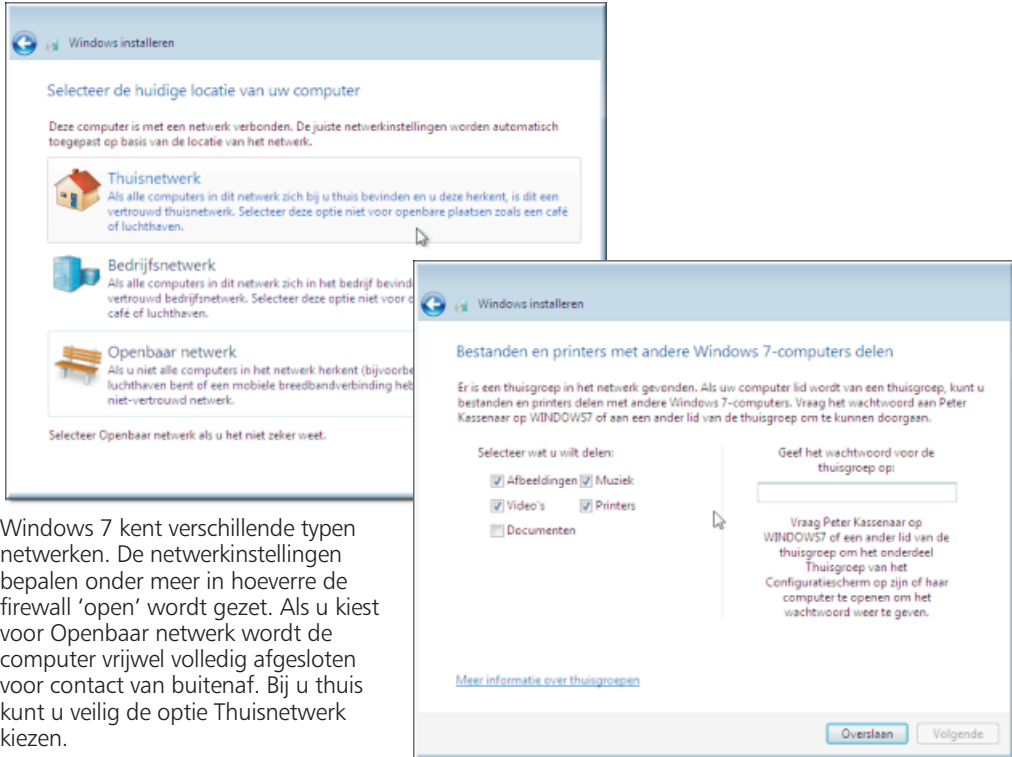 Windows installeren
Selecteer de huidige locatie van uw computer
Deze computer is met een netwerk verbonden. De juiste netwerkinstellingen worden automatisch
toegepast op basis van de locatie van het netwerk.
Thuisnetwerk
Als alle computers in dit netwerk zich bij u thuis bevinden en u deze herkent, is dit een
vertrouwd thuisnetwerk. Selecteer deze optie niet voor openbare plaatsen zoals een café
of luchthaven.
Bedrijfsnetwerk
Als alle computers in dit netwerk zich in het bedrijf bevind
vertrouwd bedrijfsnetwerk. Selecteer deze optie niet voor
café of luchthaven.
Openbaar netwerk
Als u niet alle computers in het netwerk herkent (bijvoorbe
luchthaven bent of een mobiele breedbandverbinding heb
niet-vertrouwd netwerk.
Selecteer Openbaar netwerk als u het niet zeker weet.
Windows installeren
Bestanden en printers met andere Windows 7-computers delen
Er is een thuisgroep in het netwerk gevonden. Als uw computer lid wordt van een thuisgroep, kunt u
bestanden en printers delen met andere Windows 7-computers. Vraag het wachtwoord aan Peter
Kassenaar op WINDOWS7 of aan een ander lid van de thuisgroep om te kunnen doorgaan.
Selecteer wat u wilt delen:
Afbeeldingen Muziek
Video's Printers
Documenten
Geef het wachtwoord voor de
thuisgroep op:
Vraag Peter Kassenaar op
WINDOWS7 of een ander lid van de
thuisgroep om het onderdeel
Thuisgroep van het
Configuratiescherm op zijn of haar
computer te openen om het
wachtwoord weer te geven.
Meer informatie over thuisgroepen
Overslaan Volgende
Windows 7 kent verschillende typen
netwerken. De netwerkinstellingen
bepalen onder meer in hoeverre de
firewall ‘open’ wordt gezet. Als u kiest
voor Openbaar netwerk wordt de
computer vrijwel volledig afgesloten
voor contact van buitenaf. Bij u thuis
kunt u veilig de optie Thuisnetwerk
kiezen.